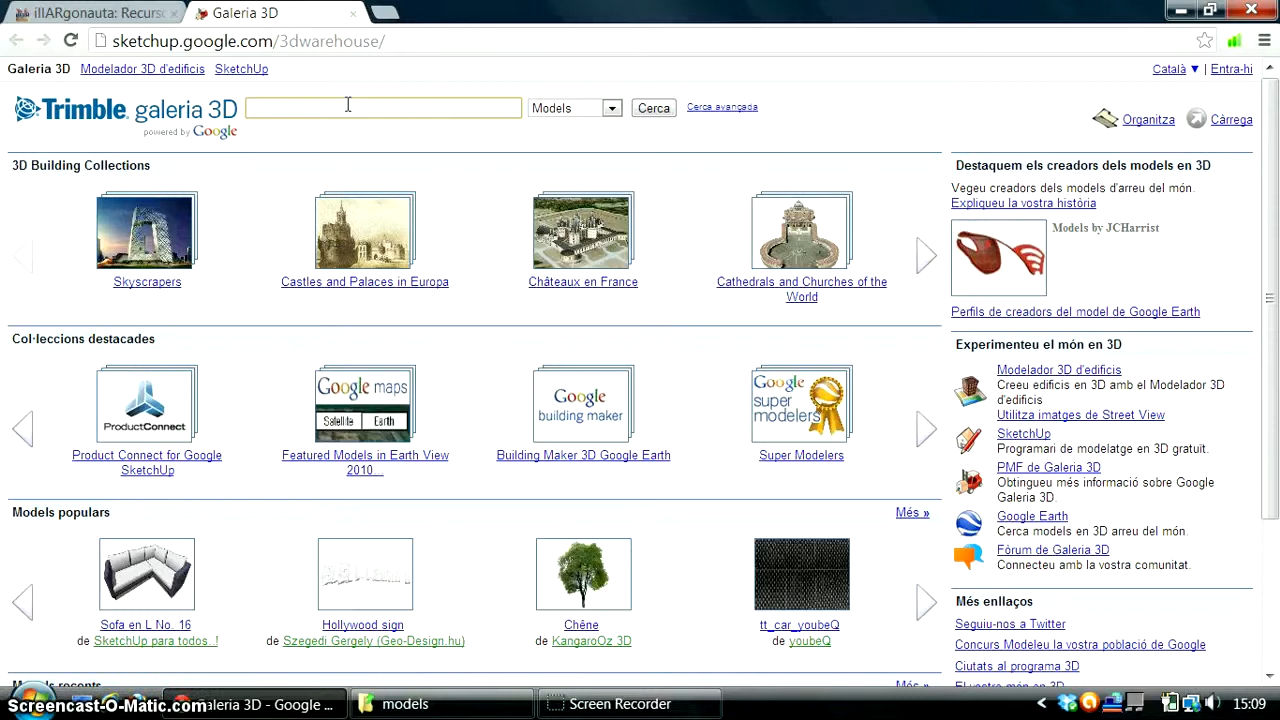 illARgonauta: Recurso
Galeria 3D
sketchup.google.com/3dwarehouse/
Galeria 3D Modelador 3D d'edificis SketchUp Català ▼ | Entra-hi
Trimble. galeria 3D Models Cerca Cerca avançada
powered by Google
Organitza Càrrega
3D Building Collections
Skyscrapers
Castles and Palaces in Europa
Châteaux en France
Cathedrals and Churches of the
World
Col·leccions destacades
ProductConnect
Google maps
Satellite Earth
Google
building maker
Google
super
modelers
Product Connect for Google
SketchUp
Featured Models in Earth View
2010...
Building Maker 3D Google Earth
Super Modelers
Models populars Més »
Sofa en L No. 16
de SketchUp para todos..!
Hollywood sign
de Szegedi Gergely (Geo-Design.hu)
Chêne
de KangaroOz 3D
tt_car_youbeQ
de youbeQ
Models recents Més »
Destaquem els creadors dels models en 3D
Vegeu creadors dels models d'arreu del món.
Expliqueu la vostra història
Models by JCHarrist
Perfils de creadors del model de Google Earth
Experimenteu el món en 3D
Modelador 3D d'edificis
Creeu edificis en 3D amb el Modelador 3D
d'edificis
Utilitza imatges de Street View
SketchUp
Programari de modelatge en 3D gratuït.
PMF de Galeria 3D
Obtingueu més informació sobre Google
Galeria 3D.
Google Earth
Cerca models en 3D arreu del món.
Fòrum de Galeria 3D
Connecteu amb la vostra comunitat.
Més enllaços
Seguiu-nos a Twitter
Concurs Modeleu la vostra població de Google
Ciutats al programa 3D
El vostre món en 3D
Screencast-O-Matic.com
Galeria 3D - Google ...
models
Screen Recorder
15:09